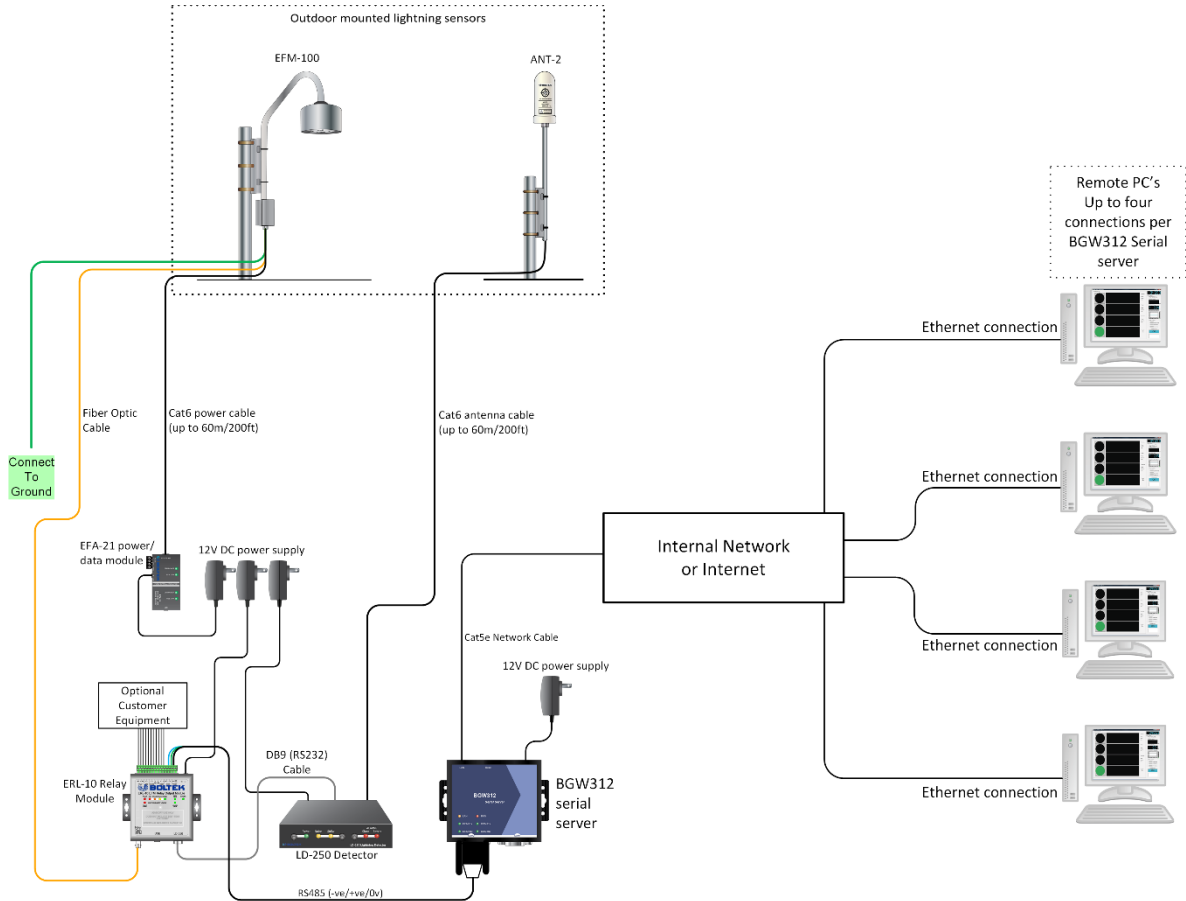 Outdoor mounted lightning sensors
EFM-100
ANT-2
Remote PC's
Up to four
connections per
BGW312 Serial
server
Ethernet connection
Fiber Optic
Cable
Cat6 power cable
(up to 60m/200ft)
Cat6 antenna cable
(up to 60m/200ft)
Connect
To
Ground
Ethernet connection
EFA-21 power/
data module
12V DC power supply
Internal Network
or Internet
Cat5e Network Cable
Ethernet connection
12V DC power supply
Optional
Customer
Equipment
DB9 (RS232)
Cable
ERL-10 Relay
Module
BOLTEK
BGW312
BGW312
serial
server
Ethernet connection
LD-250 Detector
RS485 (-ve/+ve/0v)